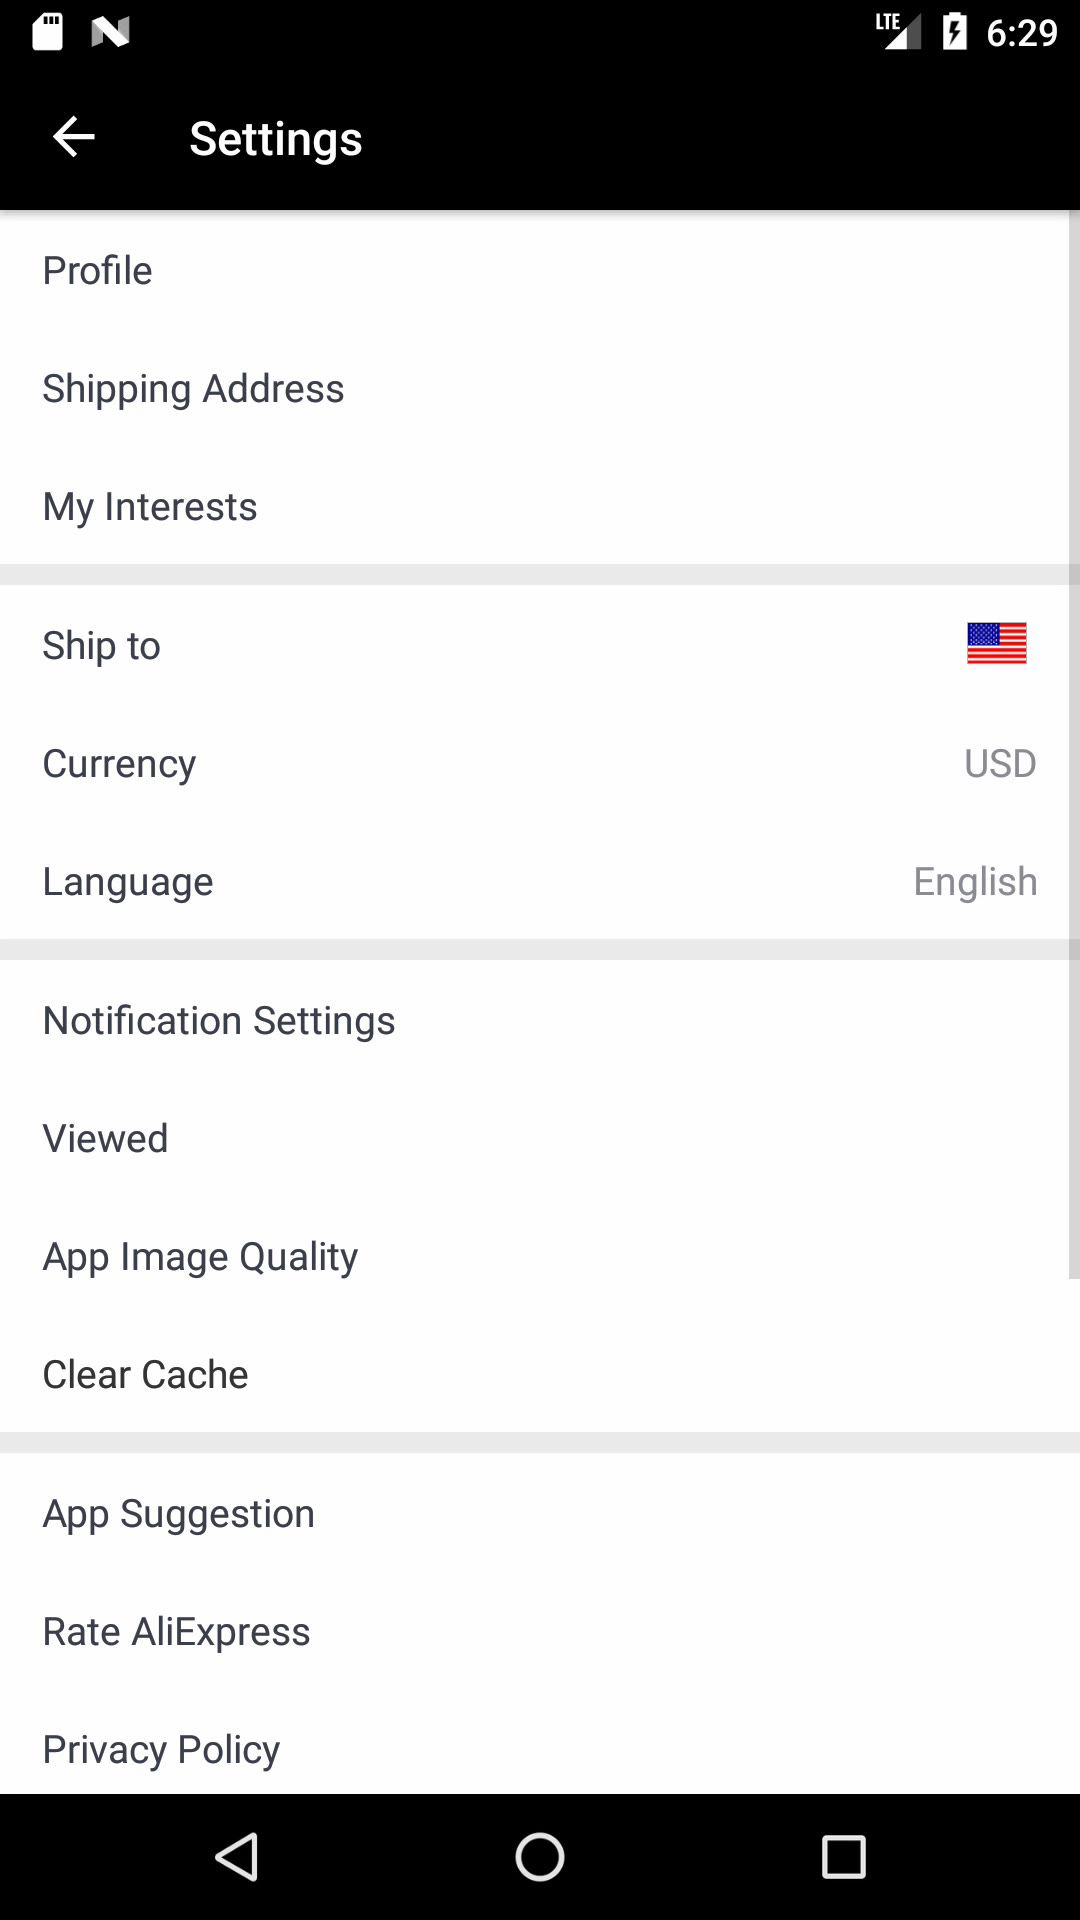 LTE 6:29
Settings
Profile
Shipping Address
My Interests
Ship to
Currency USD
Language English
Notification Settings
Viewed
App Image Quality
Clear Cache
App Suggestion
Rate AliExpress
Privacy Policy